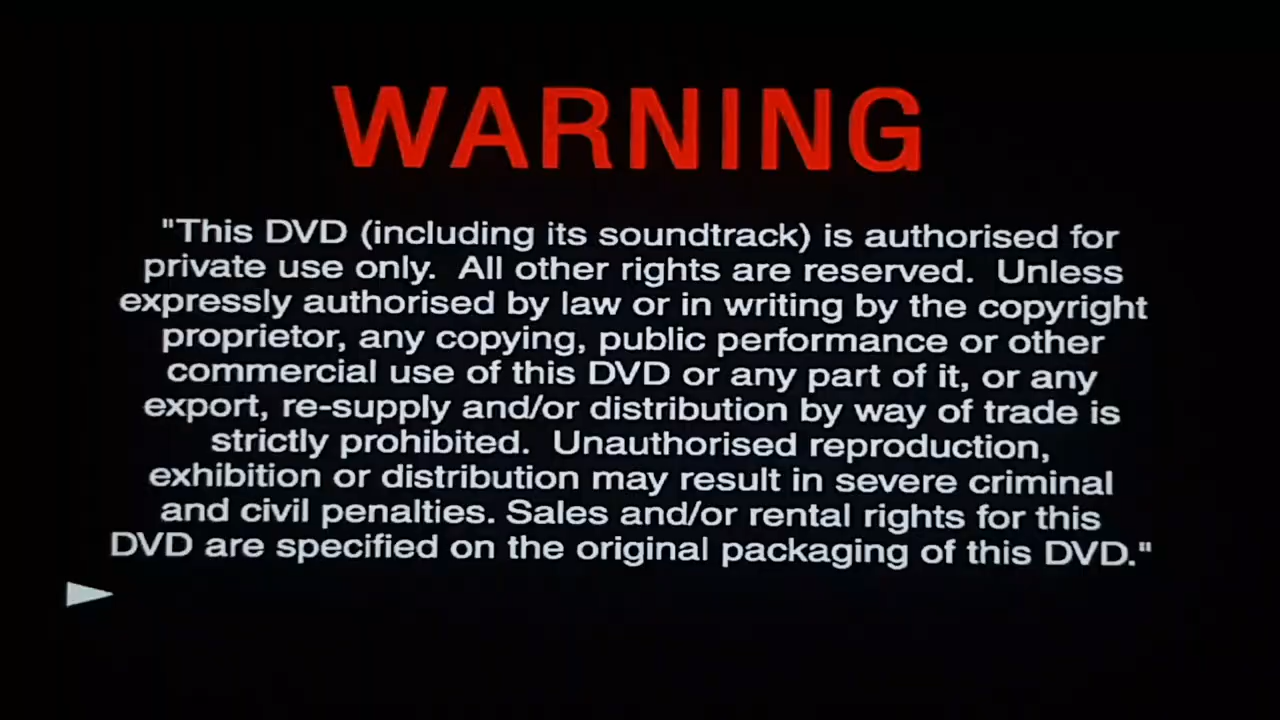 WARNING
"This DVD (including its soundtrack) is authorised for
private use only.  All other rights are reserved.  Unless
expressly authorised by law or in writing by the copyright
proprietor, any copying, public performance or other
commercial use of this DVD or any part of it, or any
export, re-supply and/or distribution by way of trade is
strictly prohibited.  Unauthorised reproduction,
exhibition or distribution may result in severe criminal
and civil penalties. Sales and/or rental rights for this
DVD are specified on the original packaging of this DVD."